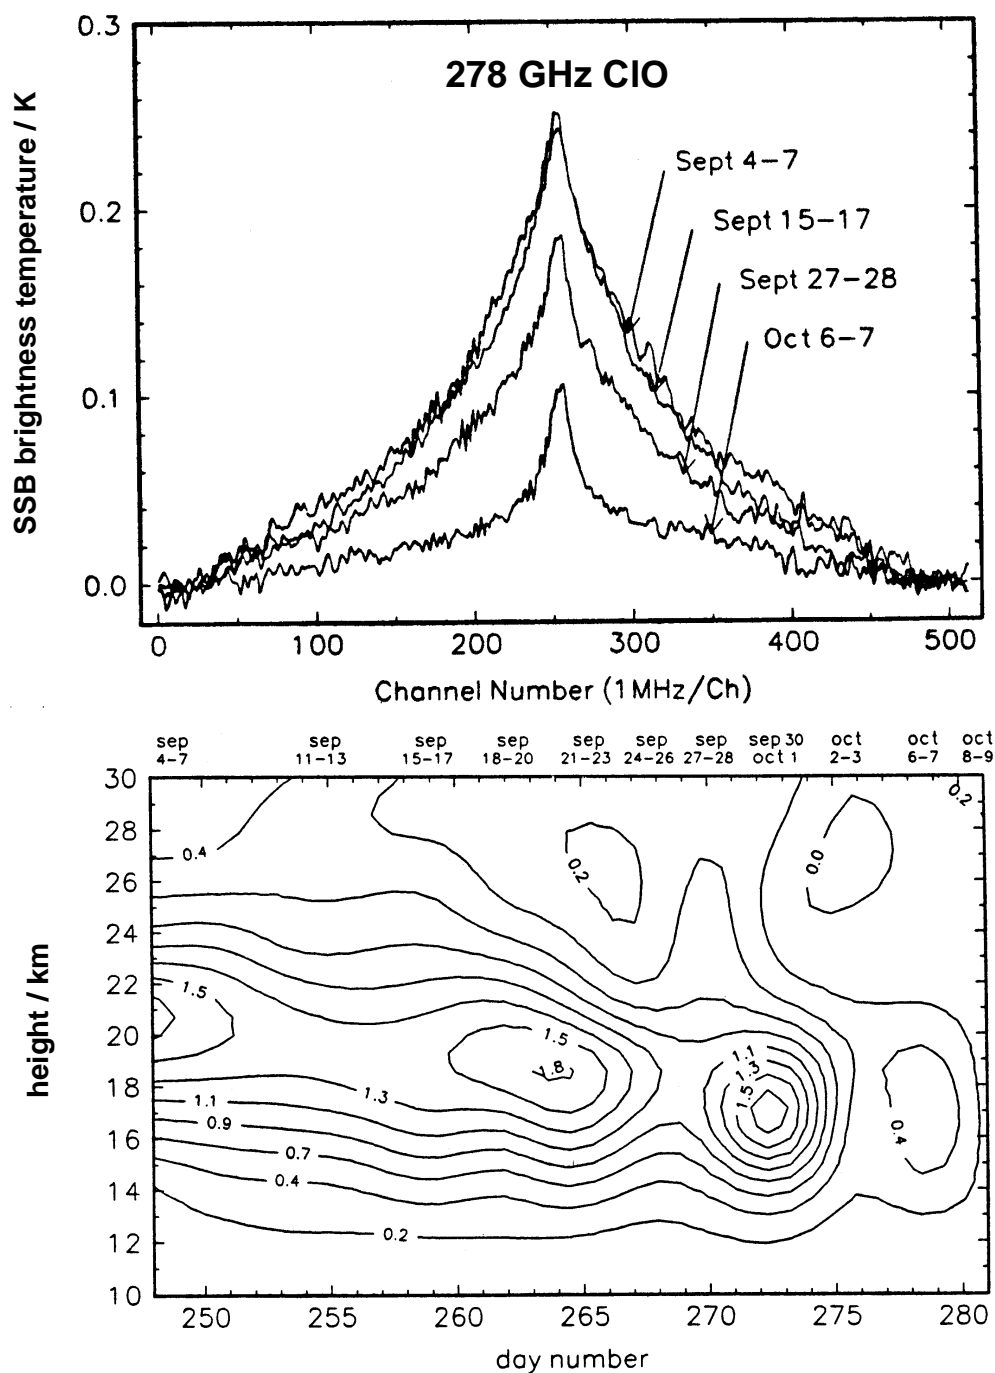 0.3
278 GHz ClO
SSB brightness temperature / K
Sept 4-7
0.2
Sept 15-17
Sept 27-28
Oct 6-7
0.1
0.0
0 100 200 300 400 500
Channel Number (1MHz/Ch)
sep 4-7
sep 11-13
sep 15-17
sep 18-20
sep 21-23
sep 24-26
sep 27-28
sep 30 oct 1
oct 2-3
oct 6-7
oct 8-9
30
0.2
28
0.4
0.2
0.0
26
24
22
1.5
height / km
20
1.5
1.1
1.8
1.3
18
1.3
1.5
1.1
0.9
16
0.4
0.7
14
0.4
0.2
12
10
250 255 260 265 270 275 281
day number